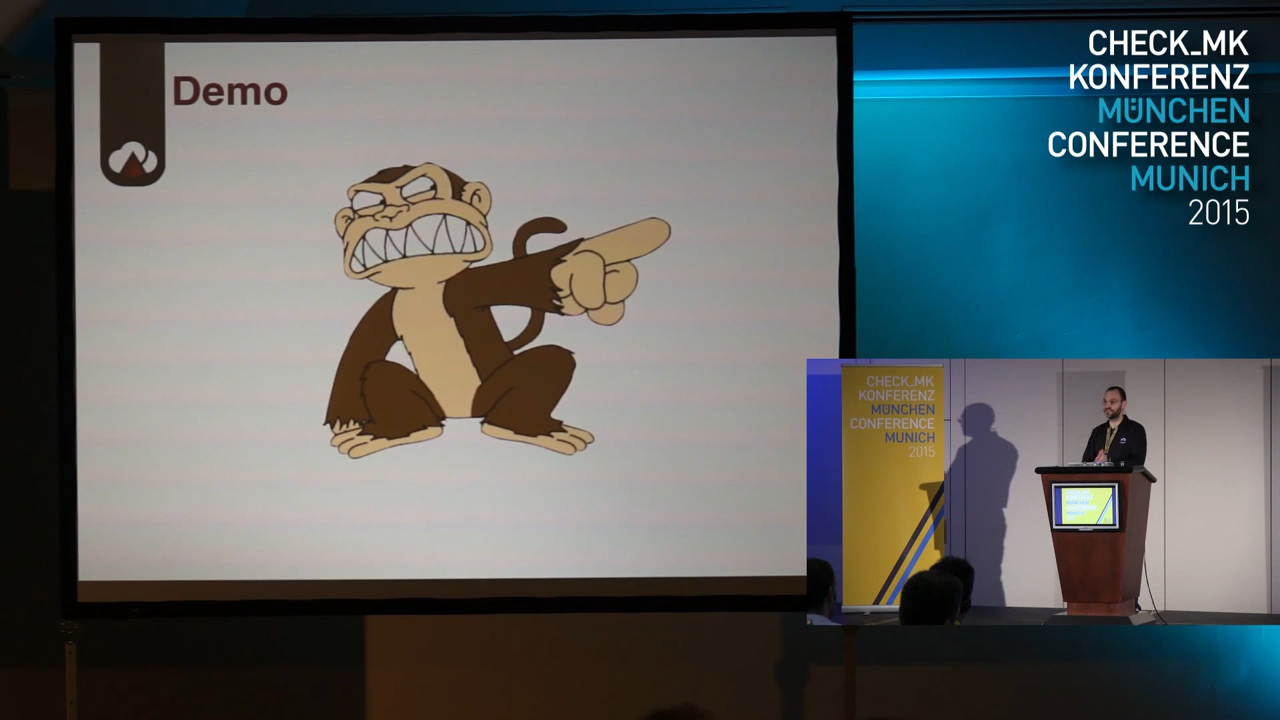 Demo
CHECK_MK
KONFERENZ
MÜNCHEN
CONFERENCE
MUNICH
2015
CHECK_MK
KONFERENZ
MÜNCHEN
CONFERENCE
MUNICH
2015